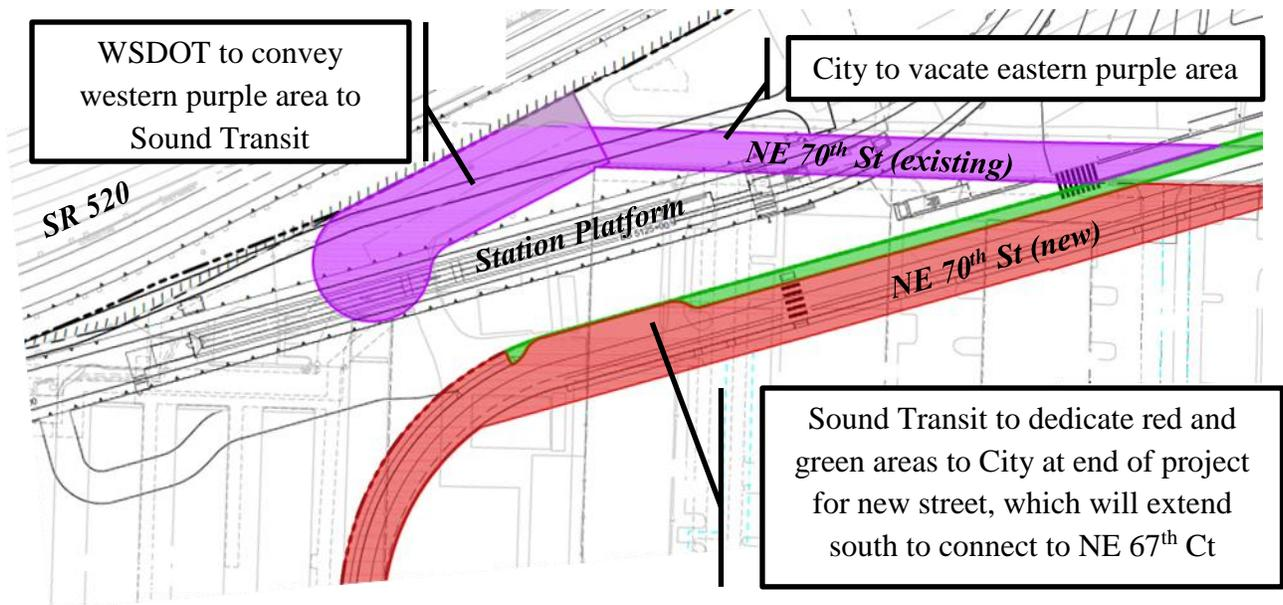 WSDOT to convey
western purple area to
Sound Transit
City to vacate eastern purple area
NE 70th St (existing)
SR 520
Station Platform
NE 70th St (new)
Sound Transit to dedicate red and
green areas to City at end of project
for new street, which will extend
south to connect to NE 67th Ct